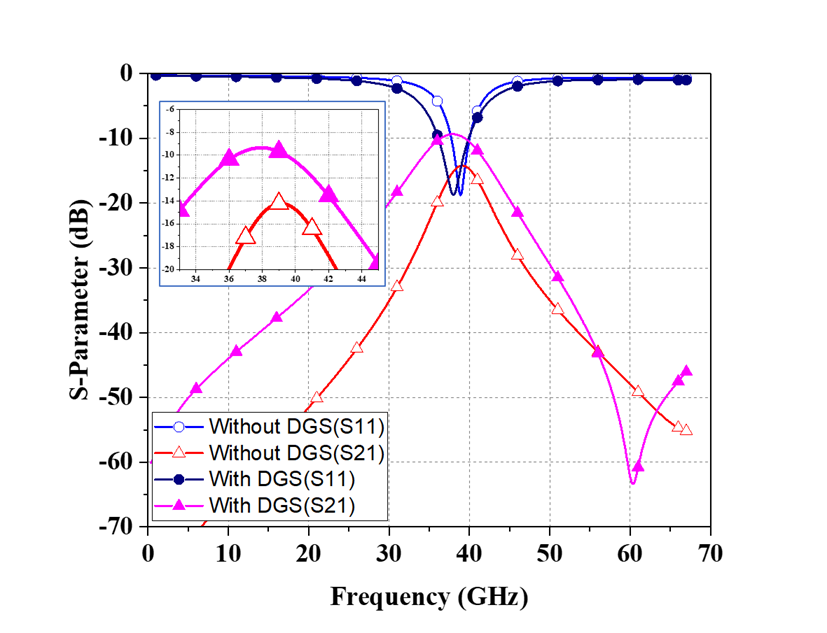 0
-10
-20
-30
-40
-50
-60
-70
S-Parameter (dB)
-6
-8
-10
-12
-14
-16
-18
-20
34 36 38 40 42 44
Without DGS(S11)
Without DGS(S21)
With DGS(S11)
With DGS(S21)
0 10 20 30 40 50 60 70
Frequency (GHz)